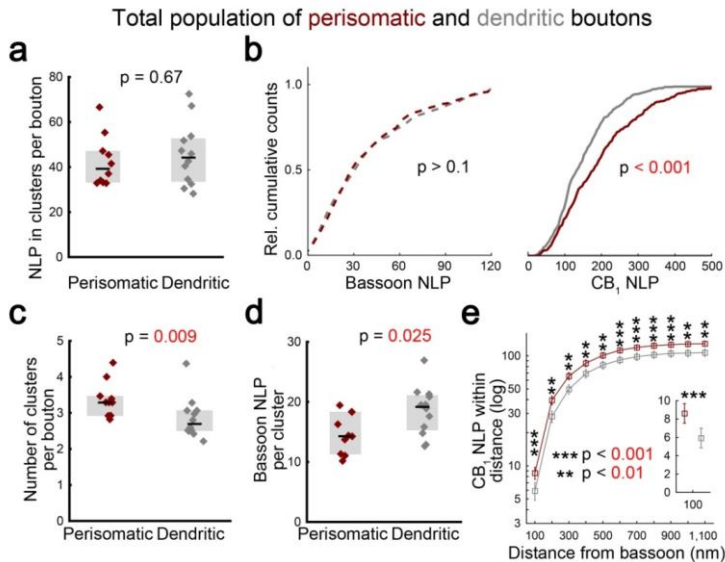 Total population of perisomatic and dendritic boutons
a
NLP in clusters per bouton
80
60
40
20
0
p = 0.67
Perisomatic Dendritic
b
Rel. cumulative counts
1.0
0.5
0.0
p > 0.1
0 30 60 90 120
Bassoon NLP
p < 0.001
0 100 200 300 400 500
CB₁ NLP
c
Number of clusters
per bouton
5
4
3
2
1
0
p = 0.009
Perisomatic Dendritic
d
Bassoon NLP
per cluster
30
20
10
0
p = 0.025
Perisomatic Dendritic
e
CB₁ NLP within
distance (log)
100
30
10
5
3
*** ** ** ** *** *** *** *** *** *** ***
*** p < 0.001
** p < 0.01
***
10
8
6
4
2
0
100
100 300 500 700 900 1,100
Distance from bassoon (nm)